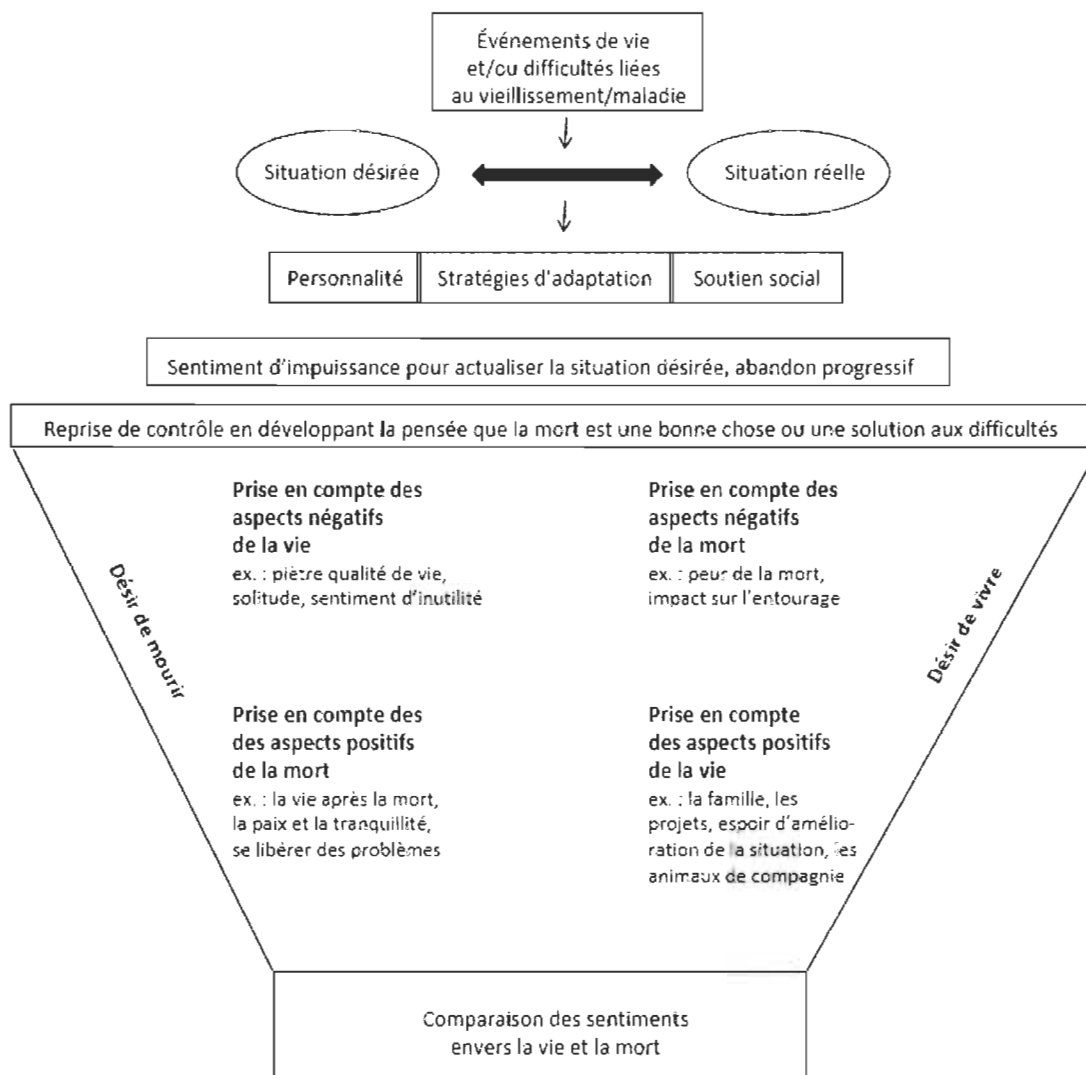 Événements de vie
et/ou difficultés liées
au vieillissement/maladie
Situation désirée
Situation réelle
Personnalité
Stratégies d'adaptation
Soutien social
Sentiment d'impuissance pour actualiser la situation désirée, abandon progressif
Reprise de contrôle en développant la pensée que la mort est une bonne chose ou une solution aux difficultés
Désir de mourir
Prise en compte des
aspects négatifs
de la vie
ex. : piètre qualité de vie,
solitude, sentiment d'inutilité
Prise en compte des
aspects négatifs
de la mort
ex. : peur de la mort,
impact sur l'entourage
Désir de vivre
Prise en compte des
des aspects positifs
de la mort
ex. : la vie après la mort,
la paix et la tranquillité,
se libérer des problèmes
Prise en compte
des aspects positifs
de la vie
ex. : la famille, les
projets, espoir d'amélio-
ration de la situation, les
animaux de compagnie
Comparaison des sentiments
envers la vie et la mort